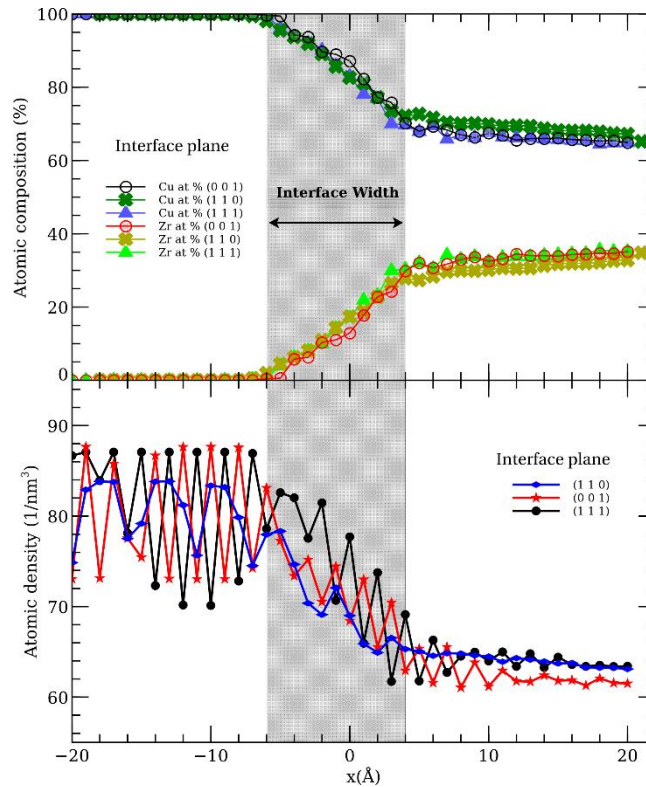 100
80
60
40
20
0
Atomic composition (%)
Interface plane
Cu at % (0 0 1)
Cu at % (1 1 0)
Cu at % (1 1 1)
Zr at % (0 0 1)
Zr at % (1 1 0)
Zr at % (1 1 1)
Interface Width
90
80
70
60
Atomic density (1/nm³)
Interface plane
(1 1 0)
(0 0 1)
(1 1 1)
−20
−10
0
10
20
x(Å)